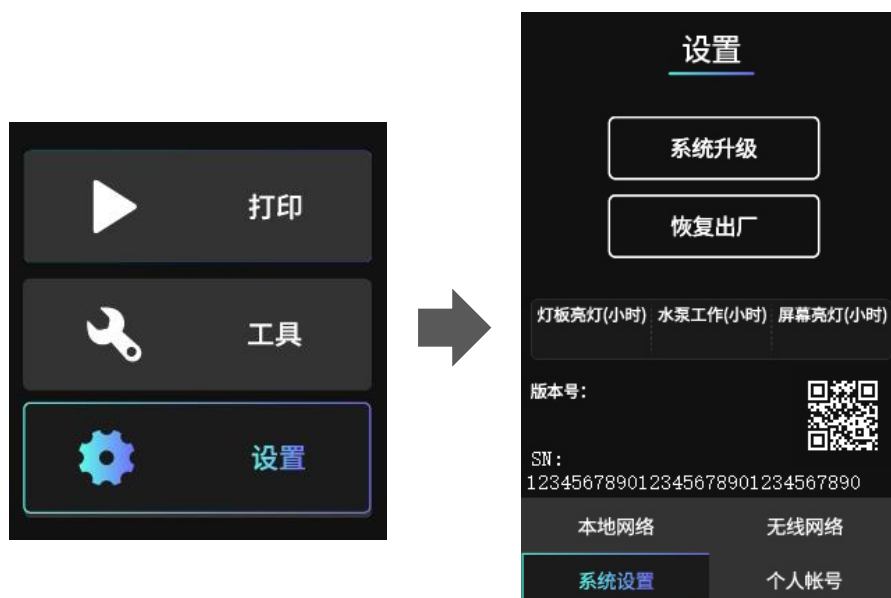 打印
工具
设置
设置
系统升级
恢复出厂
灯板亮灯(小时) 水泵工作(小时) 屏幕亮灯(小时)
版本号:
SN:
123456789012345678901234567890
本地网络 无线网络
系统设置 个人帐号